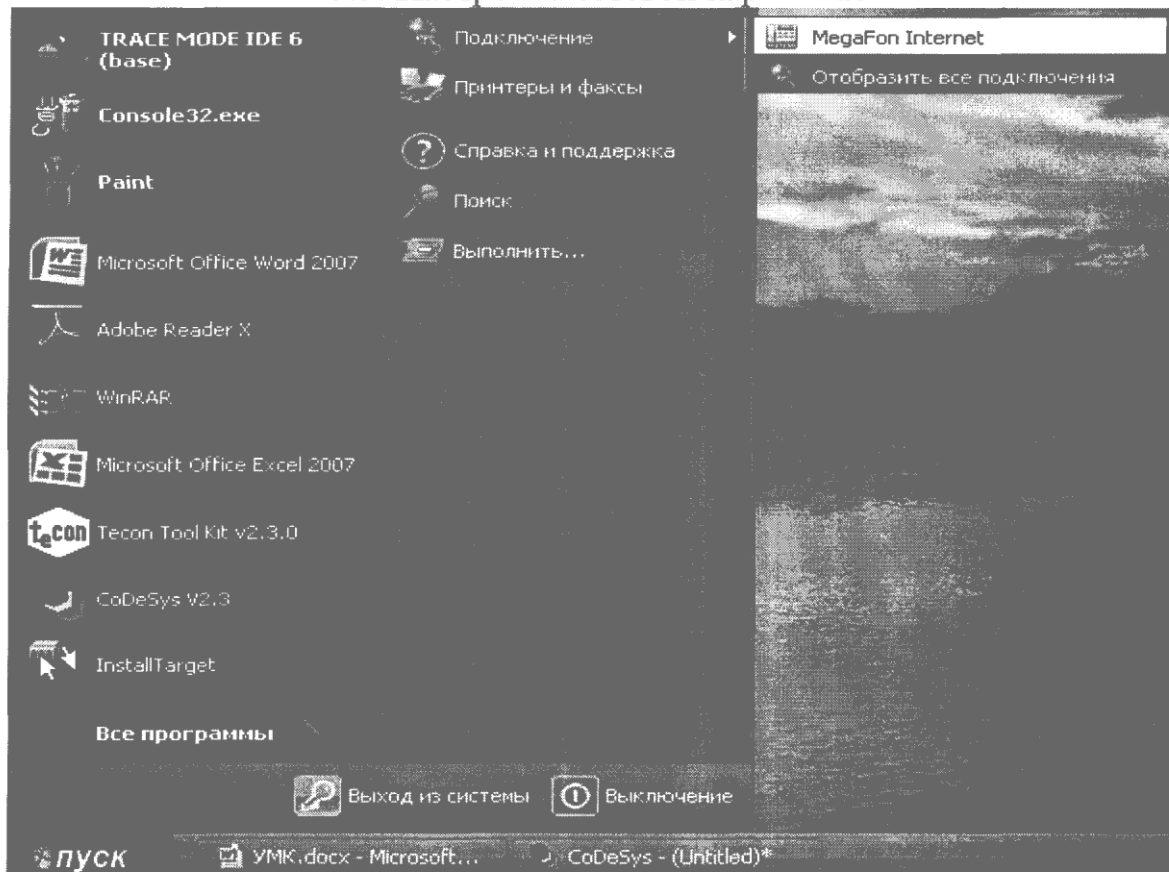 TRACE MODE IDE 6
(base)
Console32.exe
Paint
Microsoft Office Word 2007
Adobe Reader X
WinRAR
Microsoft Office Excel 2007
tecon Tecon Tool Kit v2.3.0
CoDeSys V2.3
InstallTarget
Все программы
Подключение
Принтеры и факсы
Справка и поддержка
Поиск
Выполнить...
MegaFon Internet
Отобразить все подключения
Выход из системы
Выключение
пуск
УМК.docx - Microsoft...
CoDeSys - (Untitled)*